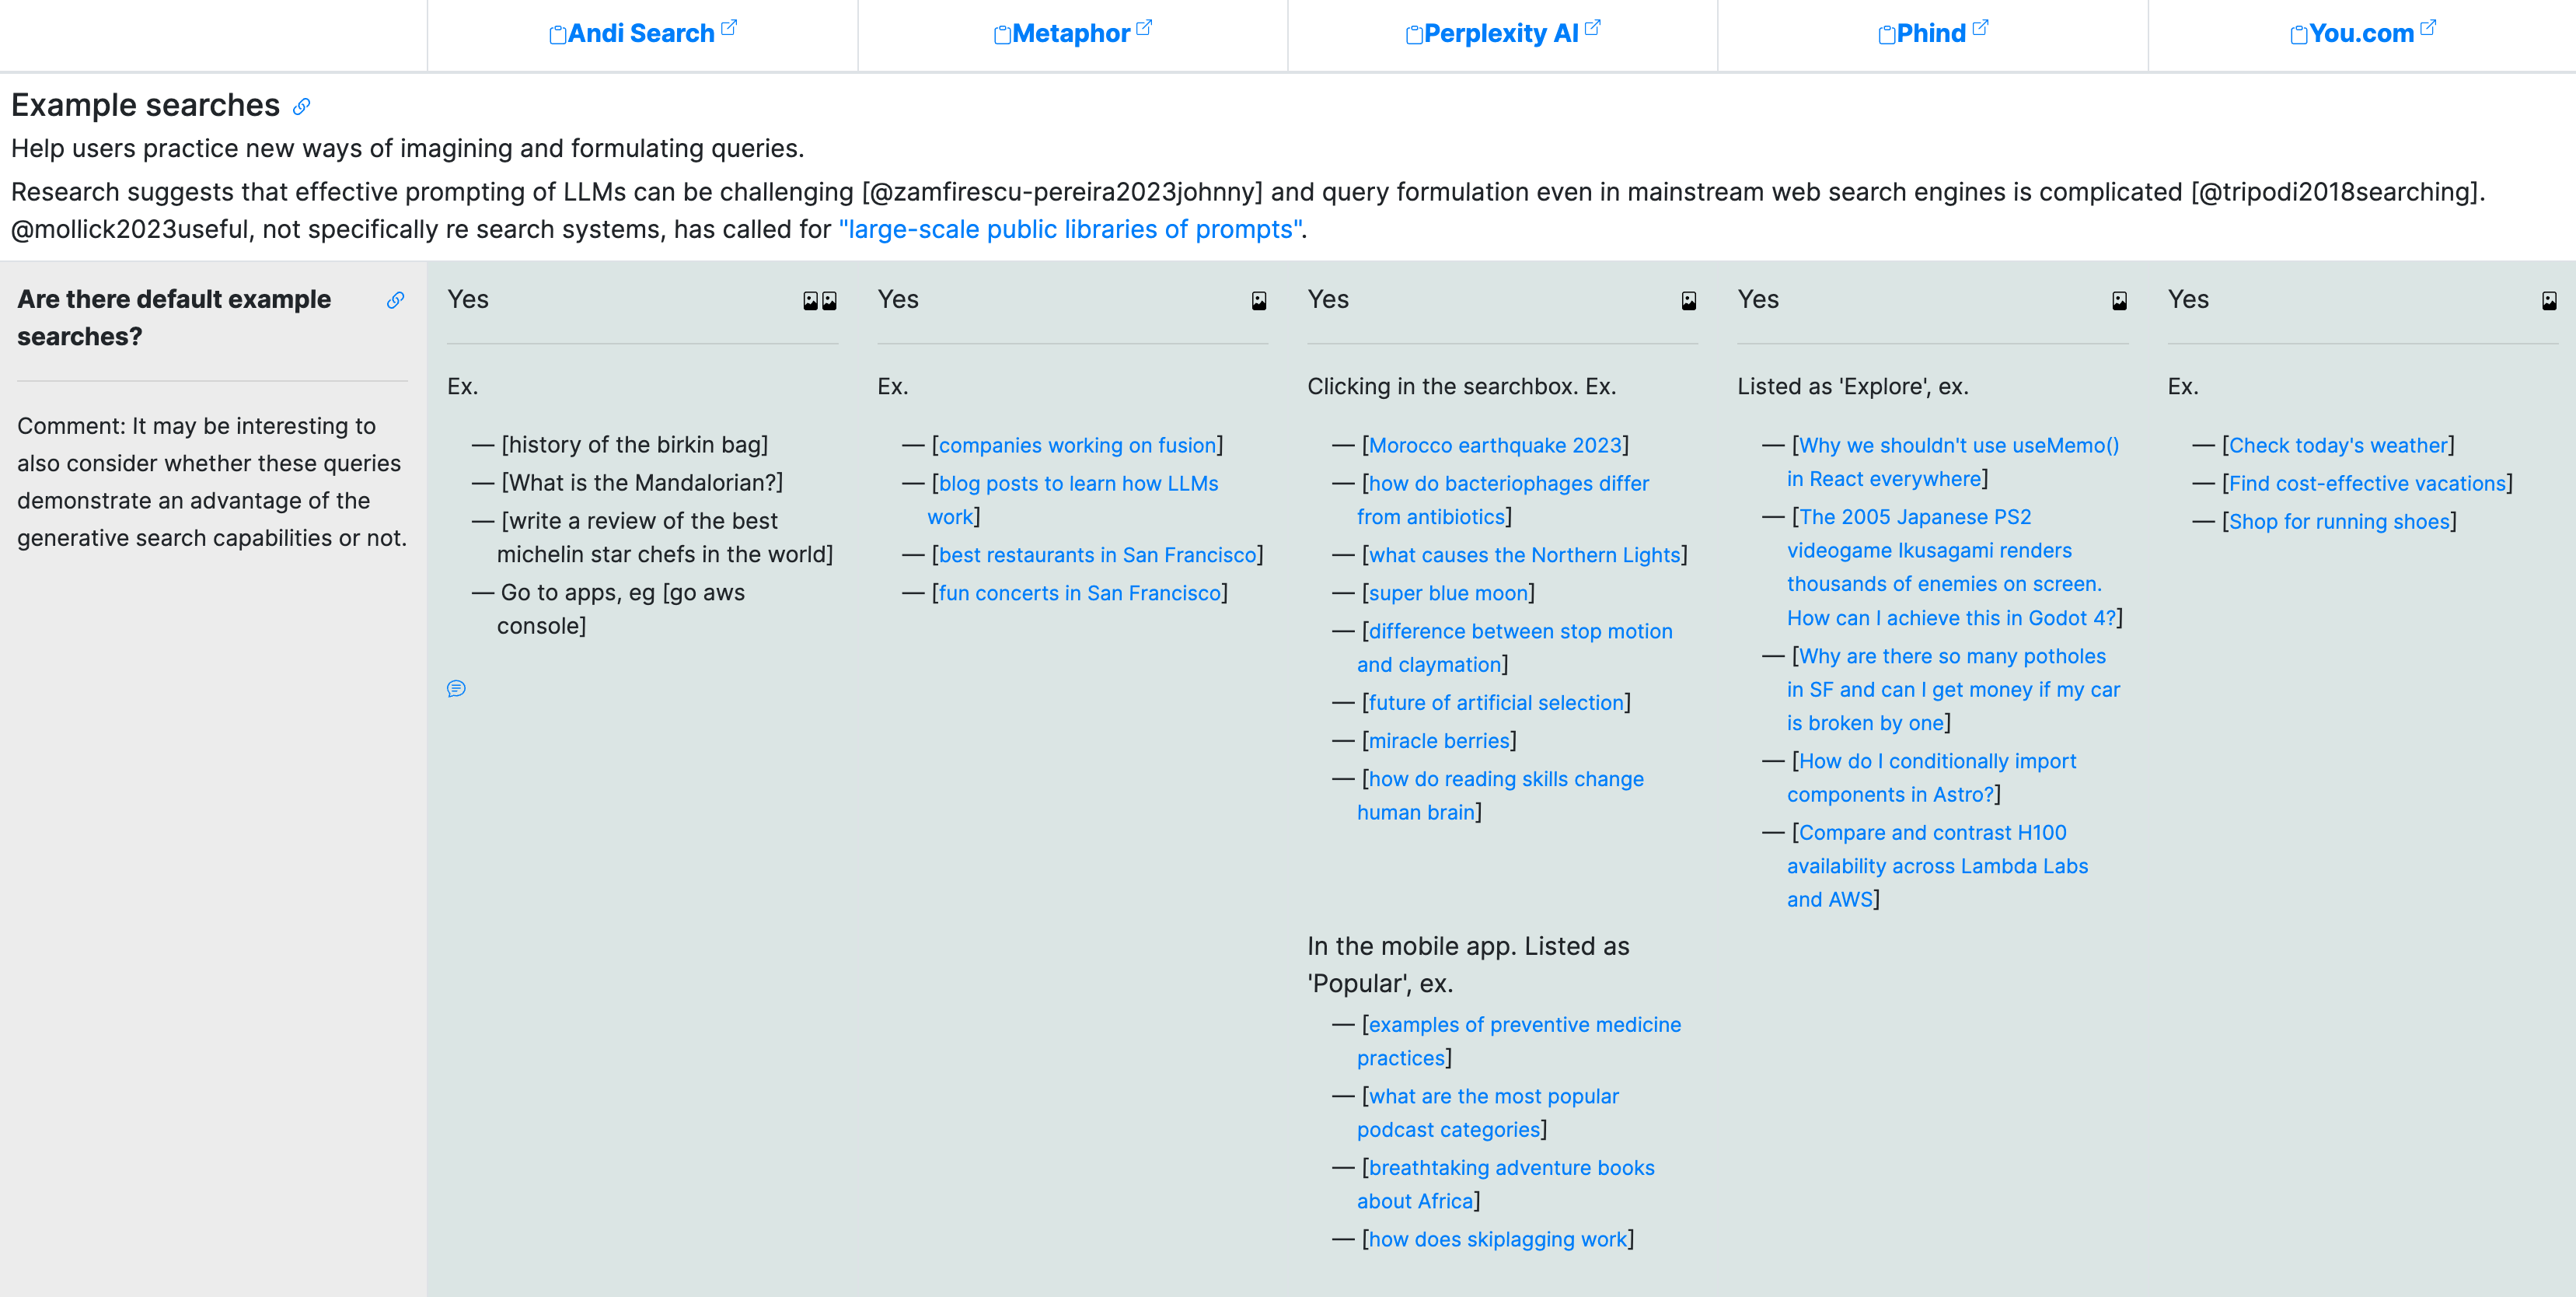 Andi Search
Metaphor
Perplexity AI
Phind
You.com
Example searches
Help users practice new ways of imagining and formulating queries.
Research suggests that effective prompting of LLMs can be challenging [@zamfirescu-pereira2023johnny] and query formulation even in mainstream web search engines is complicated [@tripodi2018searching].
@mollick2023useful, not specifically re search systems, has called for "large-scale public libraries of prompts".
Are there default example
searches?
Comment: It may be interesting to
also consider whether these queries
demonstrate an advantage of the
generative search capabilities or not.
Yes
Ex.
— [history of the birkin bag]
— [What is the Mandalorian?]
— [write a review of the best
michelin star chefs in the world]
— Go to apps, eg [go aws
console]
Yes
Ex.
— [companies working on fusion]
— [blog posts to learn how LLMs
work]
— [best restaurants in San Francisco]
— [fun concerts in San Francisco]
Yes
Clicking in the searchbox. Ex.
— [Morocco earthquake 2023]
— [how do bacteriophages differ
from antibiotics]
— [what causes the Northern Lights]
— [super blue moon]
— [difference between stop motion
and claymation]
— [future of artificial selection]
— [miracle berries]
— [how do reading skills change
human brain]
In the mobile app. Listed as
'Popular', ex.
— [examples of preventive medicine
practices]
— [what are the most popular
podcast categories]
— [breathtaking adventure books
about Africa]
— [how does skiplagging work]
Yes
Listed as 'Explore', ex.
— [Why we shouldn't use useMemo()
in React everywhere]
— [The 2005 Japanese PS2
videogame Ikusagami renders
thousands of enemies on screen.
How can I achieve this in Godot 4?]
— [Why are there so many potholes
in SF and can I get money if my car
is broken by one]
— [How do I conditionally import
components in Astro?]
— [Compare and contrast H100
availability across Lambda Labs
and AWS]
Yes
Ex.
— [Check today's weather]
— [Find cost-effective vacations]
— [Shop for running shoes]